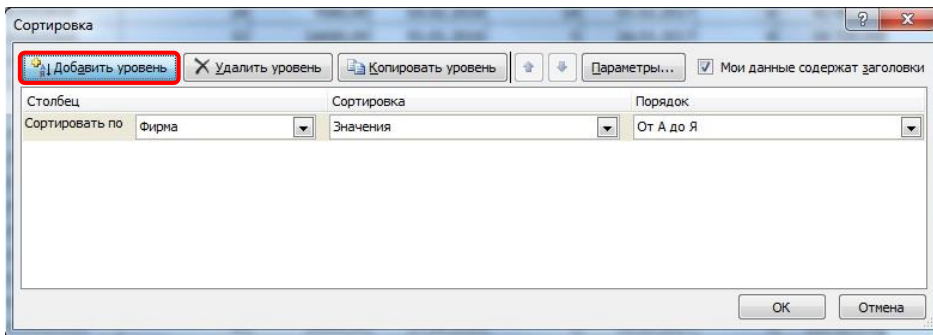 Сортировка
Добавить уровень Удалить уровень Копировать уровень Параметры... Мои данные содержат заголовки
Столбец Сортировка Порядок
Сортировать по Фирма Значения От А до Я
ОК Отмена